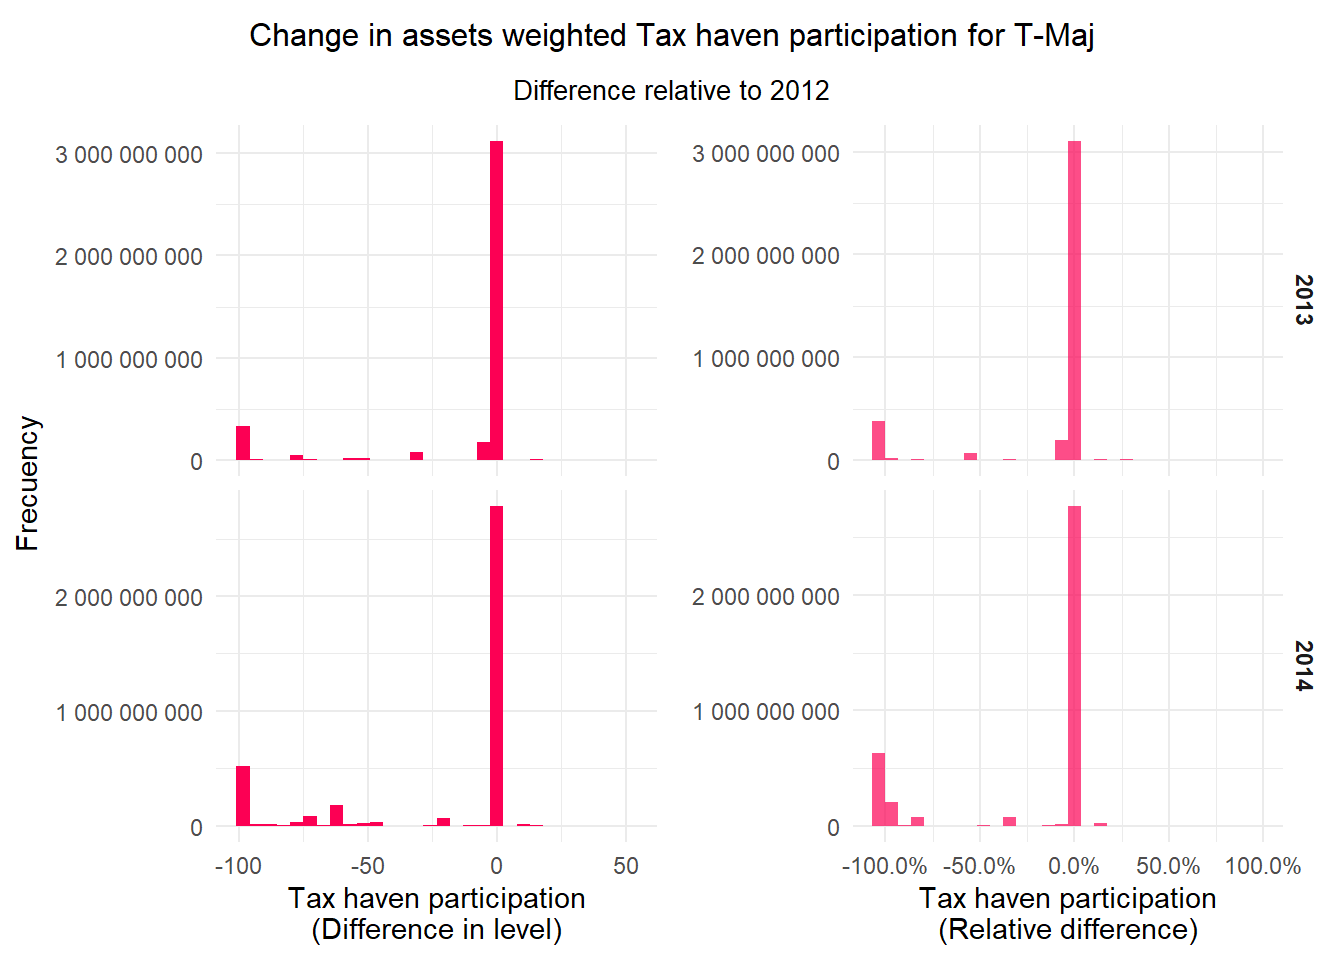 Change in assets weighted Tax haven participation for T-Maj
Difference relative to 2012
Frecuency
3 000 000 000
2 000 000 000
1 000 000 000
0
3 000 000 000
2 000 000 000
1 000 000 000
0
2013
2 000 000 000
1 000 000 000
0
2 000 000 000
1 000 000 000
0
2014
-100 -50 0 50
-100.0% -50.0% 0.0% 50.0% 100.0%
Tax haven participation
(Difference in level)
Tax haven participation
(Relative difference)